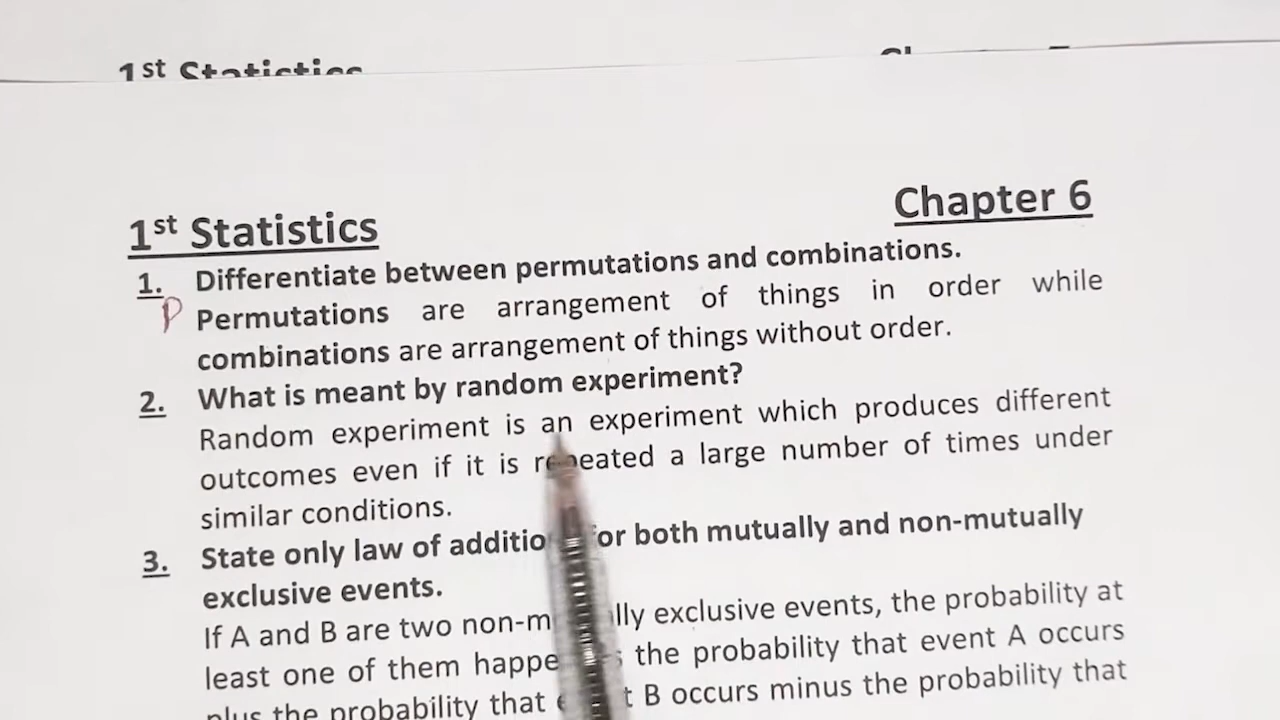 1st Statistics
1st Statistics Chapter 6
1. Differentiate between permutations and combinations.
P Permutations are arrangement of things in order while
combinations are arrangement of things without order.
2. What is meant by random experiment?
Random experiment is an experiment which produces different
outcomes even if it is repeated a large number of times under
similar conditions.
3. State only law of addition for both mutually and non-mutually
exclusive events.
If A and B are two non-mutually exclusive events, the probability at
least one of them happens is the probability that event A occurs
plus the probability that event B occurs minus the probability that